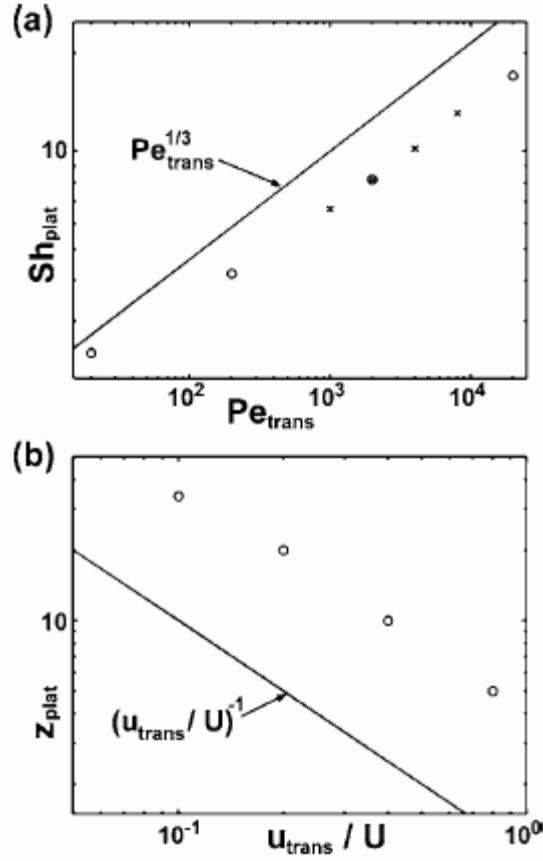 (a)
Pe_trans^1/3
10
Sh_plat
10^2 10^3 10^4
Pe_trans
(b)
10
z_plat
(u_trans / U)^-1
10^-1 10^0
u_trans / U